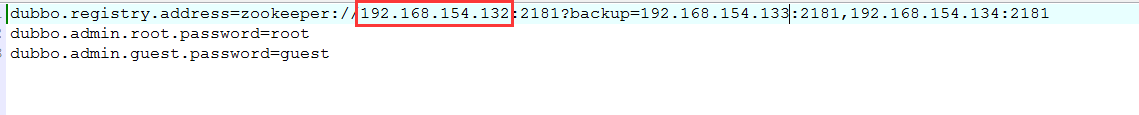 dubbo.registry.address=zookeeper://192.168.154.132:2181?backup=192.168.154.133:2181,192.168.154.134:2181
dubbo.admin.root.password=root
dubbo.admin.guest.password=guest